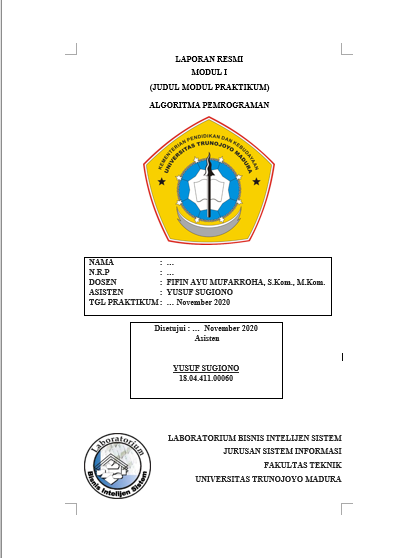 LAPORAN RESMI
MODUL I
(JUDUL MODUL PRAKTIKUM)
ALGORITMA PEMROGRAMAN
KEMENTERIAN PENDIDIKAN DAN KEBUDAYAAN
UNIVERSITAS TRUNOJOYO MADURA
NAMA : ...
N.R.P : ...
DOSEN : FIFIN AYU MUFARROHA, S.Kom., M.Kom.
ASISTEN : YUSUF SUGIONO
TGL PRAKTIKUM : ... November 2020
Disetujui : ... November 2020
Asisten
YUSUF SUGIONO
18.04.411.00060
Laboratorium
Bisnis Intelijen Sistem
LABORATORIUM BISNIS INTELIJEN SISTEM
JURUSAN SISTEM INFORMASI
FAKULTAS TEKNIK
UNIVERSITAS TRUNOJOYO MADURA